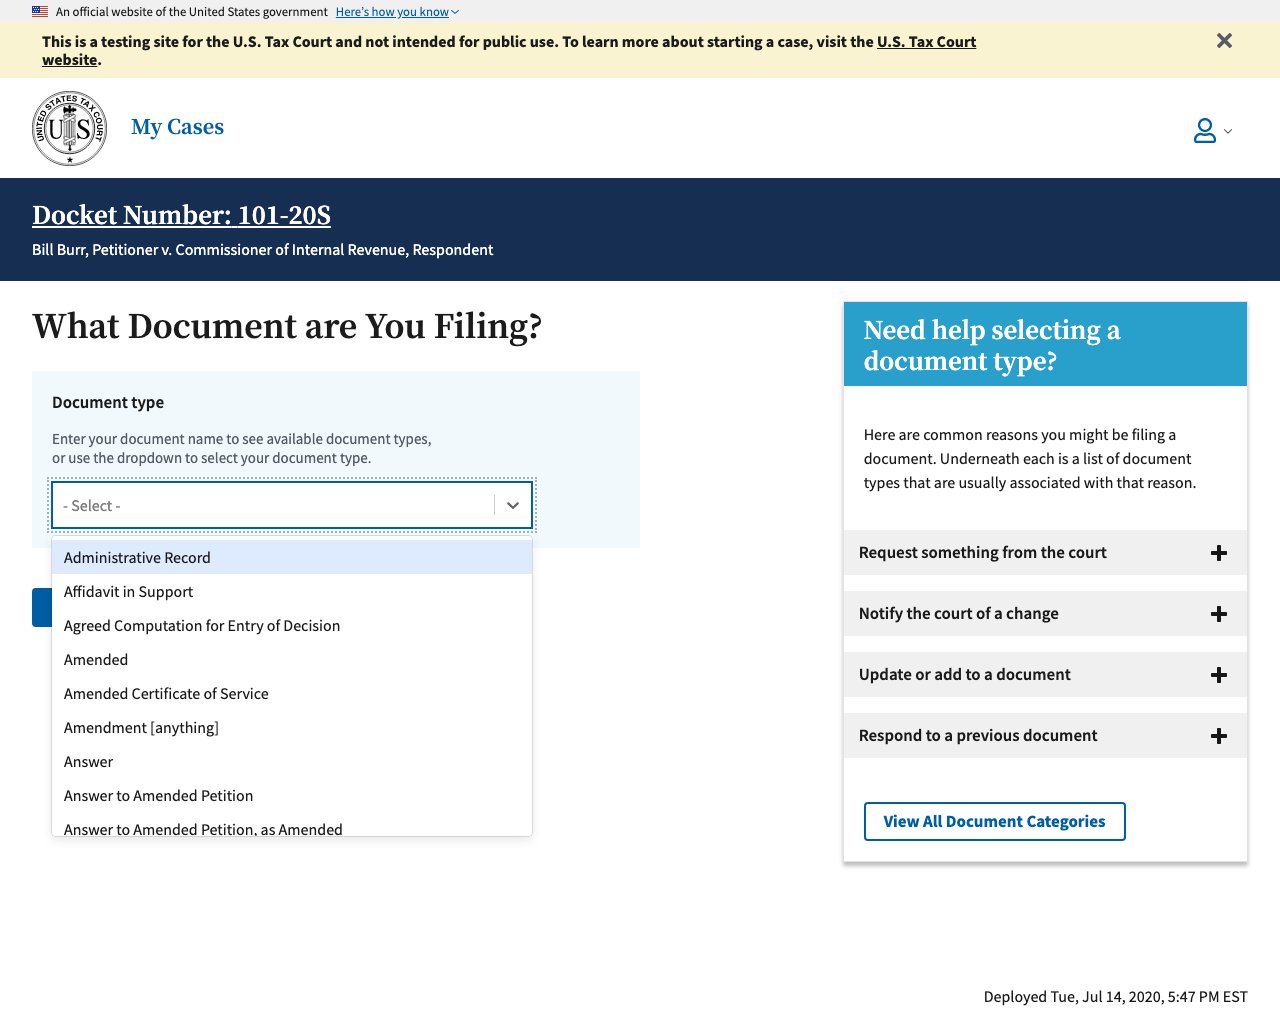 An official website of the United States government Here's how you know
This is a testing site for the U.S. Tax Court and not intended for public use. To learn more about starting a case, visit the U.S. Tax Court
website.
UNITED STATES TAX COURT
US
My Cases
Docket Number: 101-20S
Bill Burr, Petitioner v. Commissioner of Internal Revenue, Respondent
What Document are You Filing?
Document type
Enter your document name to see available document types,
or use the dropdown to select your document type.
- Select -
Administrative Record
Affidavit in Support
Agreed Computation for Entry of Decision
Amended
Amended Certificate of Service
Amendment [anything]
Answer
Answer to Amended Petition
Answer to Amended Petition, as Amended
Need help selecting a
document type?
Here are common reasons you might be filing a
document. Underneath each is a list of document
types that are usually associated with that reason.
Request something from the court
Notify the court of a change
Update or add to a document
Respond to a previous document
View All Document Categories
Deployed Tue, Jul 14, 2020, 5:47 PM EST